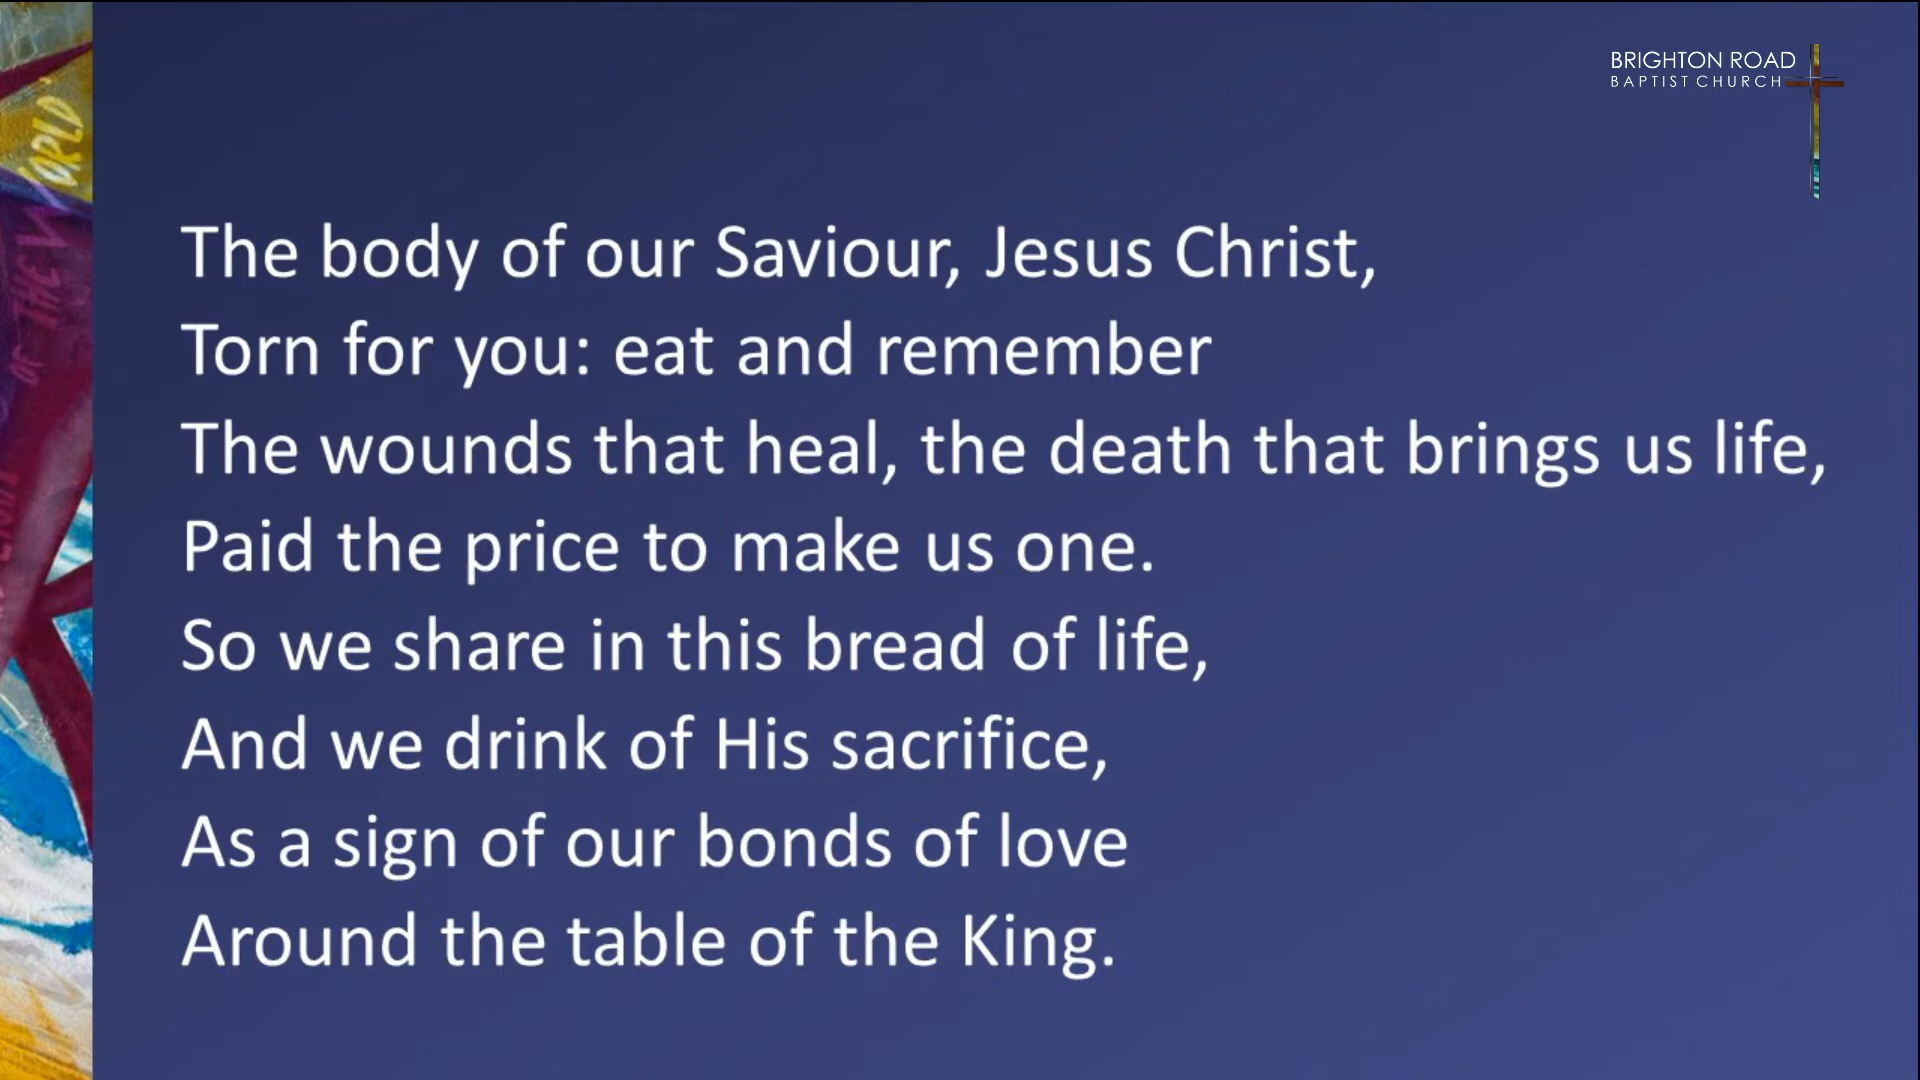 BRIGHTON ROAD
BAPTIST CHURCH
ORLD
OF THE
The body of our Saviour, Jesus Christ,
Torn for you: eat and remember
The wounds that heal, the death that brings us life,
Paid the price to make us one.
So we share in this bread of life,
And we drink of His sacrifice,
As a sign of our bonds of love
Around the table of the King.